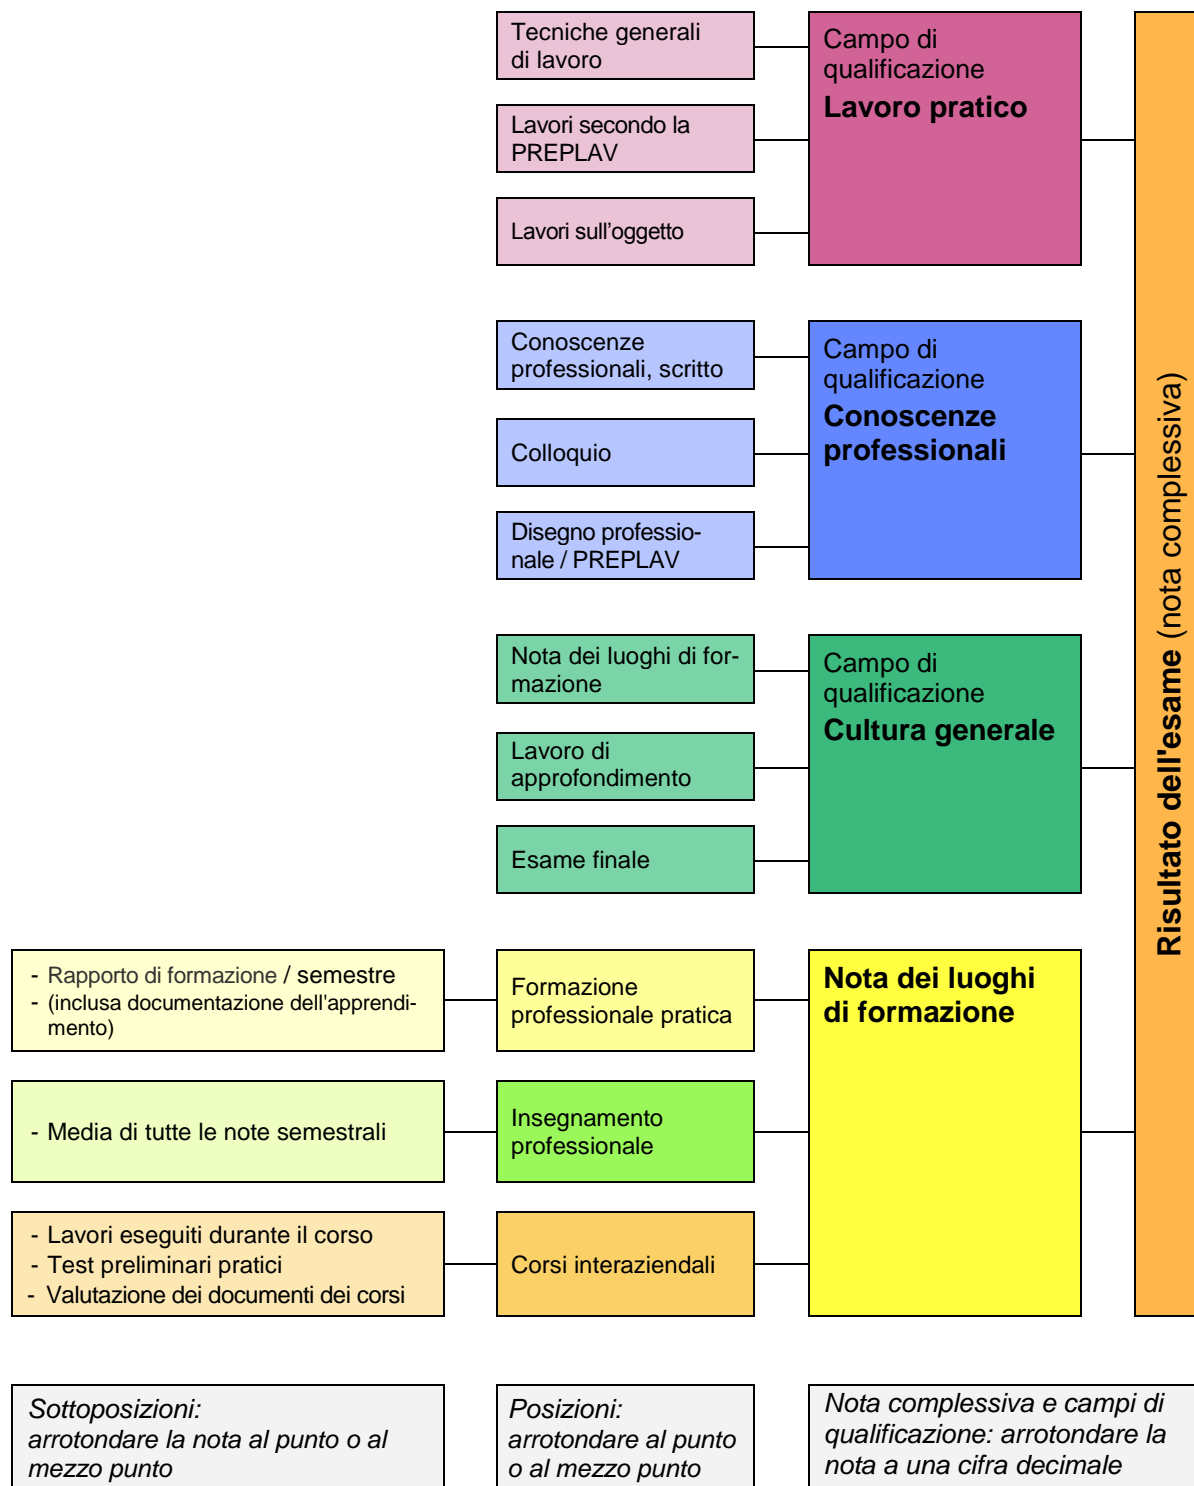 Tecniche generali
di lavoro
Campo di
qualificazione
Lavoro pratico
Lavori secondo la
PREPLAV
Lavori sull’oggetto
Conoscenze
professionali, scritto
Campo di
qualificazione
Conoscenze
professionali
Colloquio
Disegno professio-
nale / PREPLAV
Nota dei luoghi di for-
mazione
Campo di
qualificazione
Cultura generale
Lavoro di
approfondimento
Esame finale
- Rapporto di formazione / semestre
- (inclusa documentazione dell'apprendi-
mento)
Formazione
professionale pratica
Nota dei luoghi
di formazione
- Media di tutte le note semestrali
Insegnamento
professionale
- Lavori eseguiti durante il corso
- Test preliminari pratici
- Valutazione dei documenti dei corsi
Corsi interaziendali
Risultato dell'esame (nota complessiva)
Sottoposizioni:
arrotondare la nota al punto o al
mezzo punto
Posizioni:
arrotondare al punto
o al mezzo punto
Nota complessiva e campi di
qualificazione: arrotondare la
nota a una cifra decimale